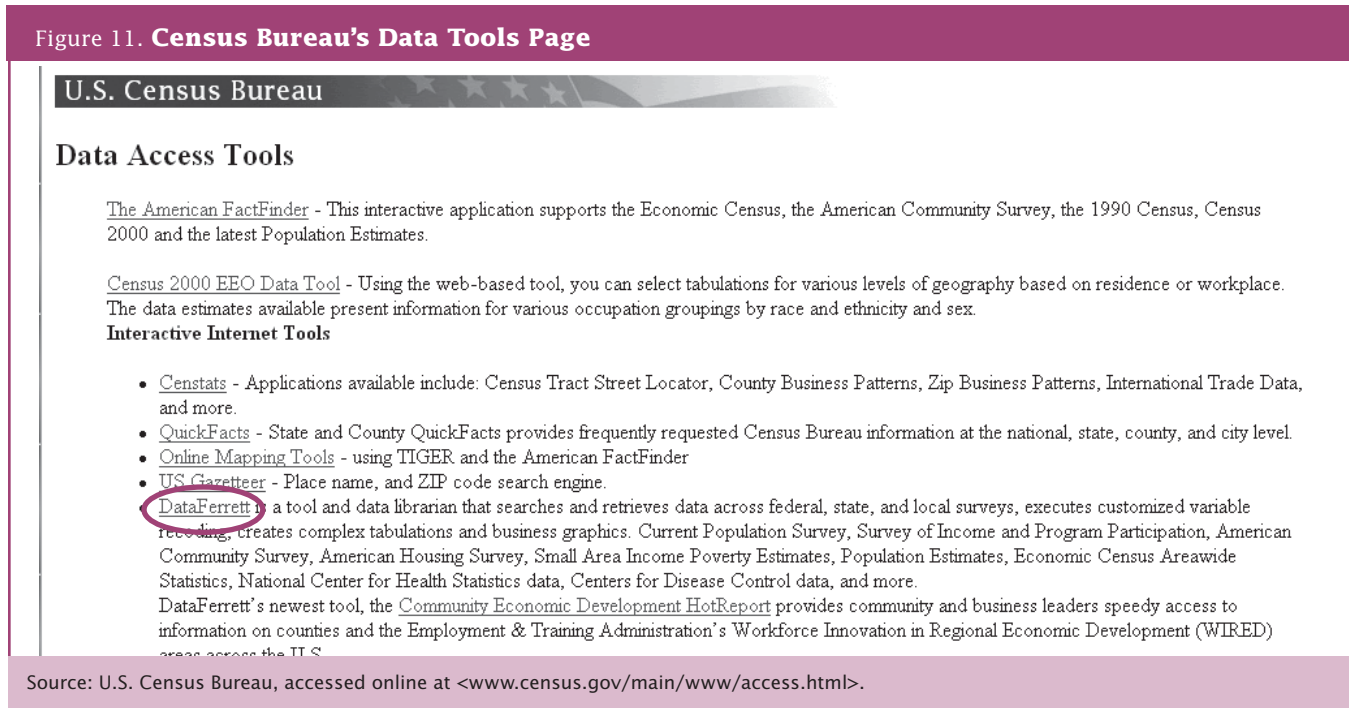 Figure 11. Census Bureau's Data Tools Page
U.S. Census Bureau
Data Access Tools
The American FactFinder - This interactive application supports the Economic Census, the American Community Survey, the 1990 Census, Census
2000 and the latest Population Estimates.
Census 2000 EEO Data Tool - Using the web-based tool, you can select tabulations for various levels of geography based on residence or workplace.
The data estimates available present information for various occupation groupings by race and ethnicity and sex.
Interactive Internet Tools
• Censtats - Applications available include: Census Tract Street Locator, County Business Patterns, Zip Business Patterns, International Trade Data,
and more.
• QuickFacts - State and County QuickFacts provides frequently requested Census Bureau information at the national, state, county, and city level.
• Online Mapping Tools - using TIGER and the American FactFinder
• US Gazetteer - Place name, and ZIP code search engine.
• DataFerrett is a tool and data librarian that searches and retrieves data across federal, state, and local surveys, executes customized variable
recoding, creates complex tabulations and business graphics. Current Population Survey, Survey of Income and Program Participation, American
Community Survey, American Housing Survey, Small Area Income Poverty Estimates, Population Estimates, Economic Census Areawide
Statistics, National Center for Health Statistics data, Centers for Disease Control data, and more.
DataFerrett's newest tool, the Community Economic Development HotReport provides community and business leaders speedy access to
information on counties and the Employment & Training Administration's Workforce Innovation in Regional Economic Development (WIRED)
areas across the U.S.
Source: U.S. Census Bureau, accessed online at <www.census.gov/main/www/access.html>.